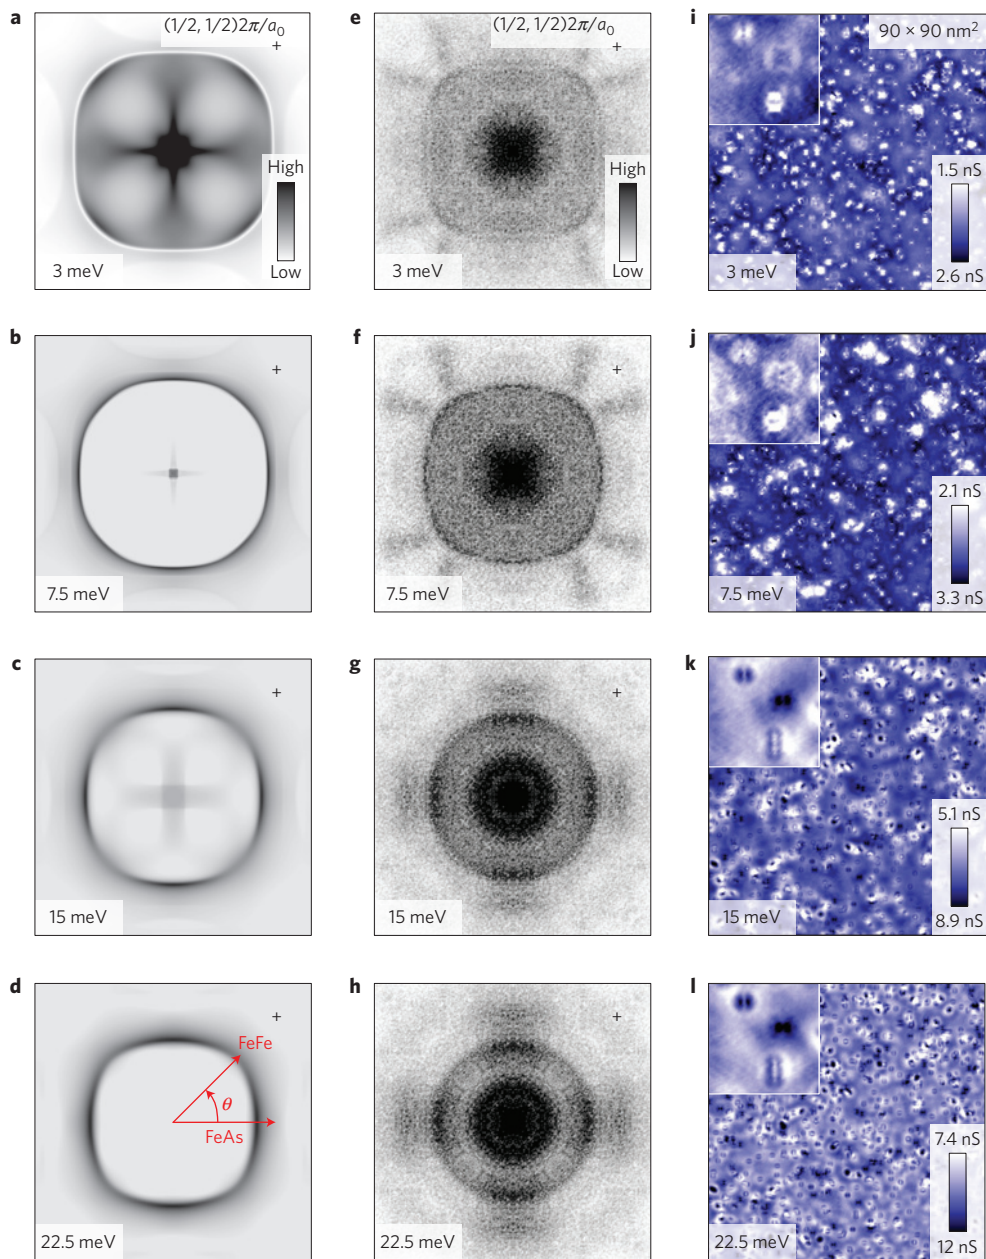 a
(1/2, 1/2)2π/a₀
+
High
Low
3 meV
e
(1/2, 1/2)2π/a₀
+
High
Low
3 meV
i
90 × 90 nm²
1.5 nS
2.6 nS
3 meV
b
+
7.5 meV
f
+
7.5 meV
j
2.1 nS
3.3 nS
7.5 meV
c
+
15 meV
g
+
15 meV
k
5.1 nS
8.9 nS
15 meV
d
+
FeFe
θ
FeAs
22.5 meV
h
+
22.5 meV
l
7.4 nS
12 nS
22.5 meV